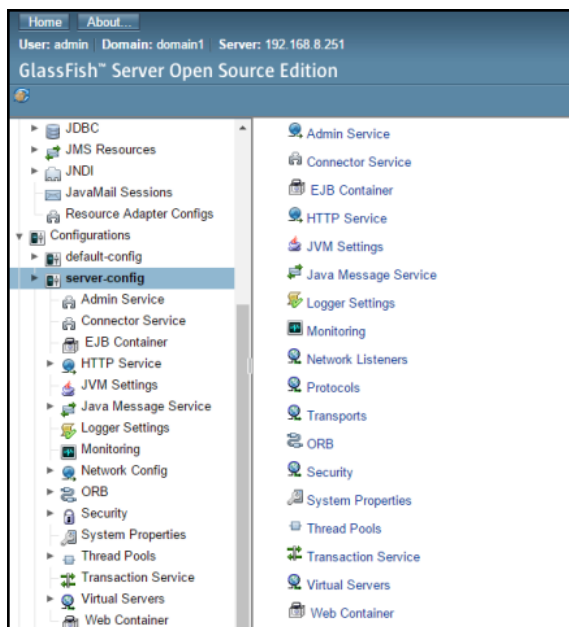 Home About...
User: admin Domain: domain1 Server: 192.168.8.251
GlassFish™ Server Open Source Edition
JDBC
JMS Resources
JNDI
JavaMail Sessions
Resource Adapter Configs
Configurations
default-config
server-config
Admin Service
Connector Service
EJB Container
HTTP Service
JVM Settings
Java Message Service
Logger Settings
Monitoring
Network Config
ORB
Security
System Properties
Thread Pools
Transaction Service
Virtual Servers
Web Container
Admin Service
Connector Service
EJB Container
HTTP Service
JVM Settings
Java Message Service
Logger Settings
Monitoring
Network Listeners
Protocols
Transports
ORB
Security
System Properties
Thread Pools
Transaction Service
Virtual Servers
Web Container